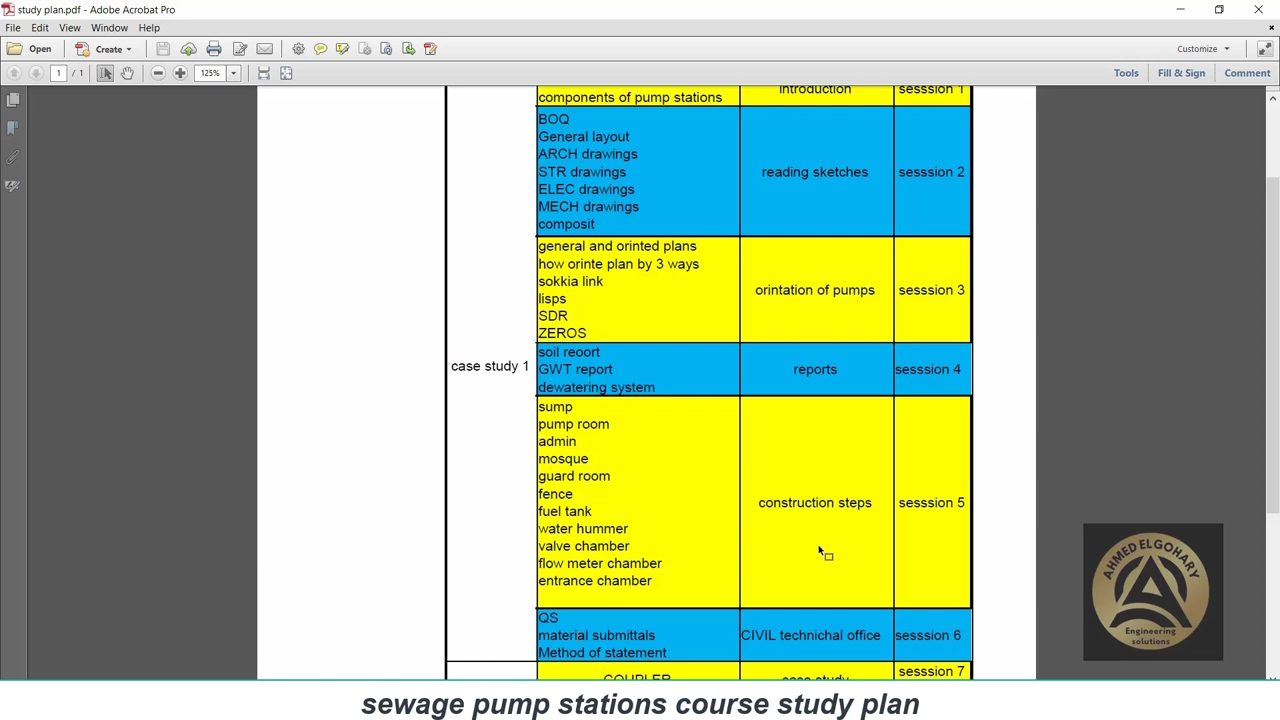 study plan.pdf - Adobe Acrobat Pro
File Edit View Window Help
Open Create Customize
1 / 1 125% Tools Fill & Sign Comment
components of pump stations
introduction
sesssion 1
BOQ
General layout
ARCH drawings
STR drawings
ELEC drawings
MECH drawings
composit
reading sketches
sesssion 2
general and orinted plans
how orinte plan by 3 ways
sokkia link
lisps
SDR
ZEROS
orintation of pumps
sesssion 3
case study 1
soil reoort
GWT report
dewatering system
reports
sesssion 4
sump
pump room
admin
mosque
guard room
fence
fuel tank
water hummer
valve chamber
flow meter chamber
entrance chamber
construction steps
sesssion 5
QS
material submittals
Method of statement
CIVIL technichal office
sesssion 6
COUPLER
case study
sesssion 7
AHMED ELGOHARY
Engineering
solutions
sewage pump stations course study plan